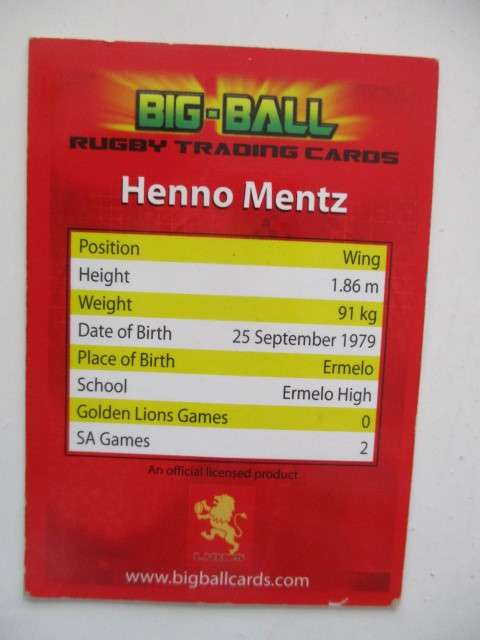 BIG-BALL
RUGBY TRADING CARDS
Henno Mentz
Position Wing
Height 1.86 m
Weight 91 kg
Date of Birth 25 September 1979
Place of Birth Ermelo
School Ermelo High
Golden Lions Games 0
SA Games 2
An official licensed product
LIONS
www.bigballcards.com